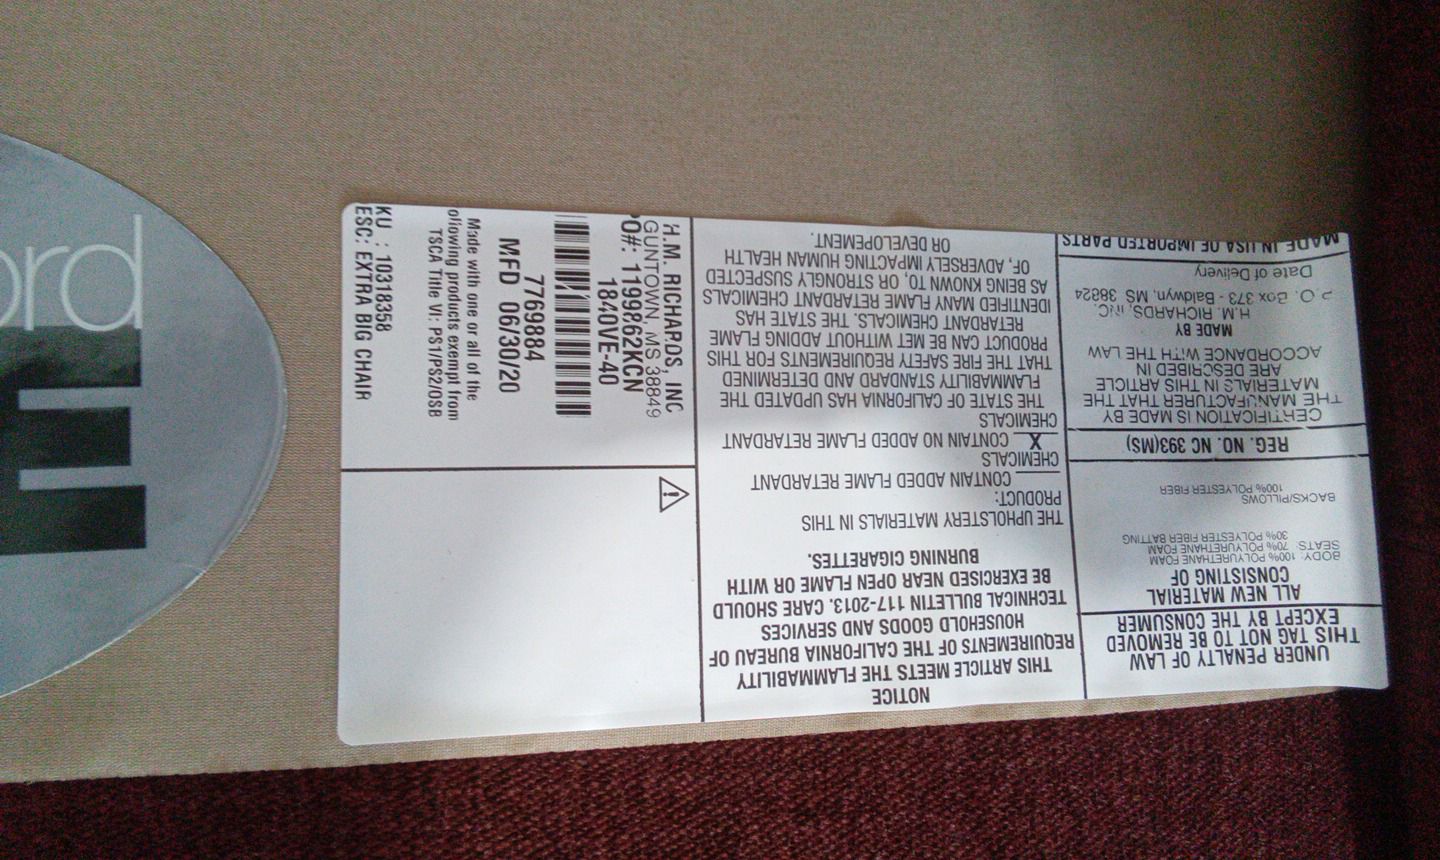 UNDER PENALTY OF LAW
THIS TAG NOT TO BE REMOVED
EXCEPT BY THE CONSUMER
ALL NEW MATERIAL
CONSISTING OF
BODY: 100% POLYURETHANE FOAM
SEATS: 70% POLYURETHANE FOAM
30% POLYESTER FIBER BATTING
BACKS/PILLOWS
100% POLYESTER FIBER
REG. NO. NC 393(MS)
CERTIFICATION IS MADE BY
THE MANUFACTURER THAT THE
MATERIALS IN THIS ARTICLE
ARE DESCRIBED IN
ACCORDANCE WITH THE LAW
MADE BY
H.M. RICHARDS, INC.
P.O. Box 373 - Baldwyn, MS 38824
Date of Delivery
MADE IN USA OF IMPORTED PARTS
NOTICE
THIS ARTICLE MEETS THE FLAMMABILITY
REQUIREMENTS OF THE CALIFORNIA BUREAU OF
HOUSEHOLD GOODS AND SERVICES
TECHNICAL BULLETIN 117-2013. CARE SHOULD
BE EXERCISED NEAR OPEN FLAME OR WITH
BURNING CIGARETTES.
THE UPHOLSTERY MATERIALS IN THIS
PRODUCT:
CONTAIN ADDED FLAME RETARDANT
CHEMICALS
X CONTAIN NO ADDED FLAME RETARDANT
CHEMICALS
THE STATE OF CALIFORNIA HAS UPDATED THE
FLAMMABILITY STANDARD AND DETERMINED
THAT THE FIRE SAFETY REQUIREMENTS FOR THIS
PRODUCT CAN BE MET WITHOUT ADDING FLAME
RETARDANT CHEMICALS. THE STATE HAS
IDENTIFIED MANY FLAME RETARDANT CHEMICALS
AS BEING KNOWN TO, OR STRONGLY SUSPECTED
OF, ADVERSELY IMPACTING HUMAN HEALTH
OR DEVELOPEMENT.
H.M. RICHARDS, INC
GUNTOWN, MS 38849
O#: 1199862KCN
1840VE-40
7769884
MFD 06/30/20
Made with one or all of the
ollowing products exempt from
TSCA Title VI: PS1/PS2/OSB
KU : 10318358
ESC: EXTRA BIG CHAIR
ord
E